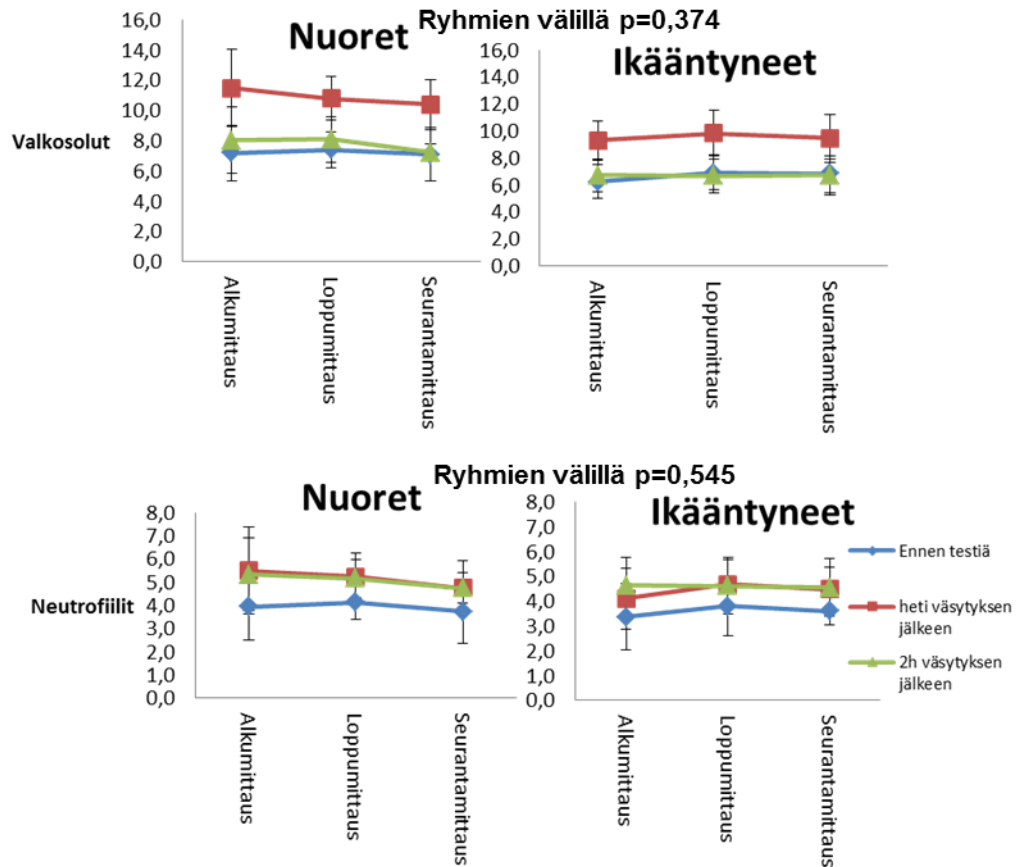 Ryhmien välillä p=0,374
Nuoret
Ikääntyneet
Valkosolut
16,0
14,0
12,0
10,0
8,0
6,0
4,0
2,0
0,0
Alkumittaus
Loppumittaus
Seurantamittaus
16,0
14,0
12,0
10,0
8,0
6,0
4,0
2,0
0,0
Alkumittaus
Loppumittaus
Seurantamittaus
Ryhmien välillä p=0,545
Nuoret
Ikääntyneet
Neutrofiilit
8,0
7,0
6,0
5,0
4,0
3,0
2,0
1,0
0,0
Alkumittaus
Loppumittaus
Seurantamittaus
8,0
7,0
6,0
5,0
4,0
3,0
2,0
1,0
0,0
Alkumittaus
Loppumittaus
Seurantamittaus
Ennen testiä
heti väsytyksen
jälkeen
2h väsytyksen
jälkeen